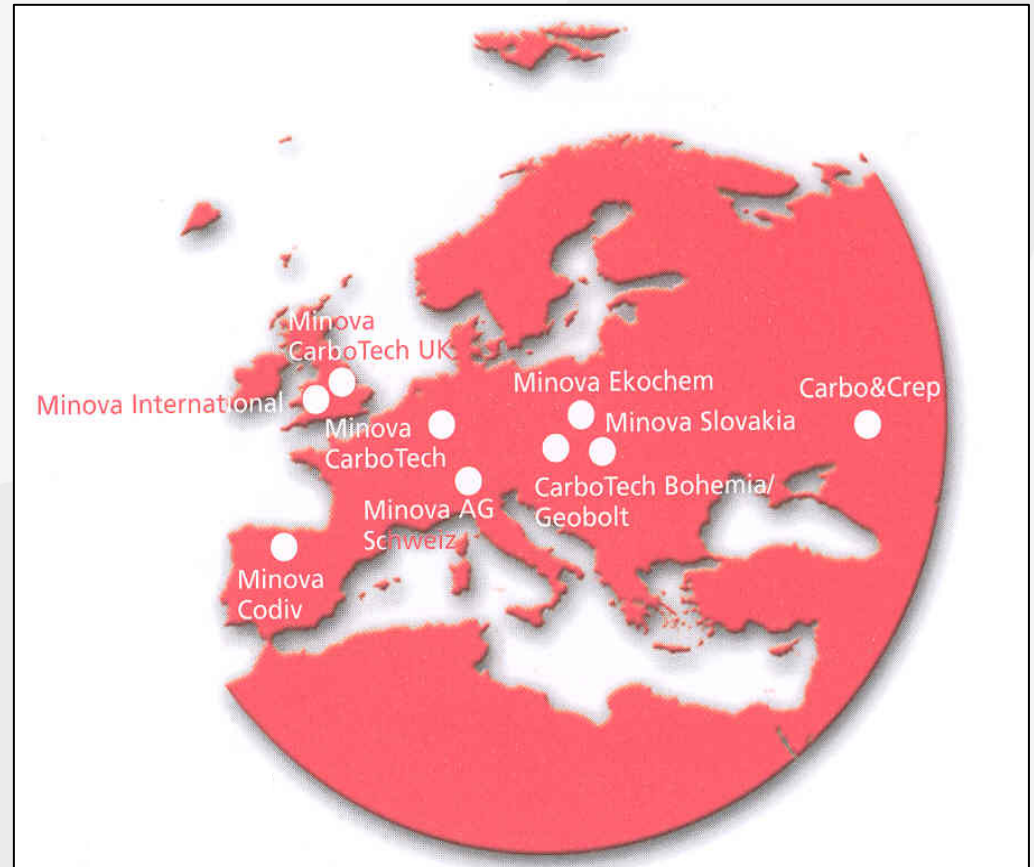 Minova
CarboTech UK
Minova International
Minova Ekochem
Carbo&Crep
Minova
CarboTech
Minova Slovakia
CarboTech Bohemia/
Geobolt
Minova AG
Schweiz
Minova
Codiv